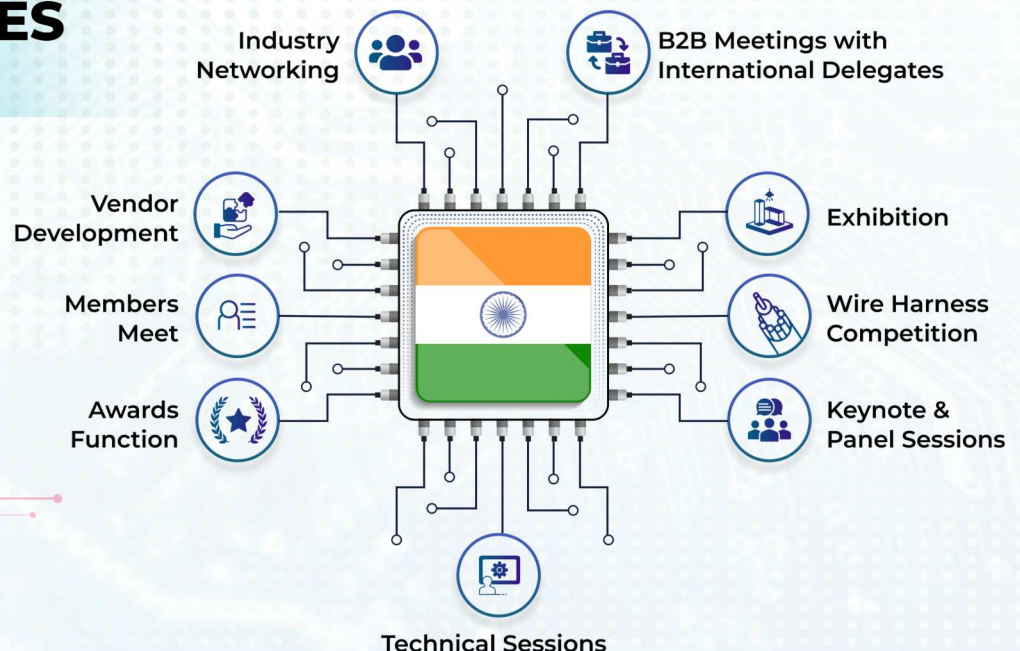 ES
Industry
Networking
B2B Meetings with
International Delegates
Vendor
Development
Exhibition
Members
Meet
Wire Harness
Competition
Awards
Function
Keynote &
Panel Sessions
Technical Sessions